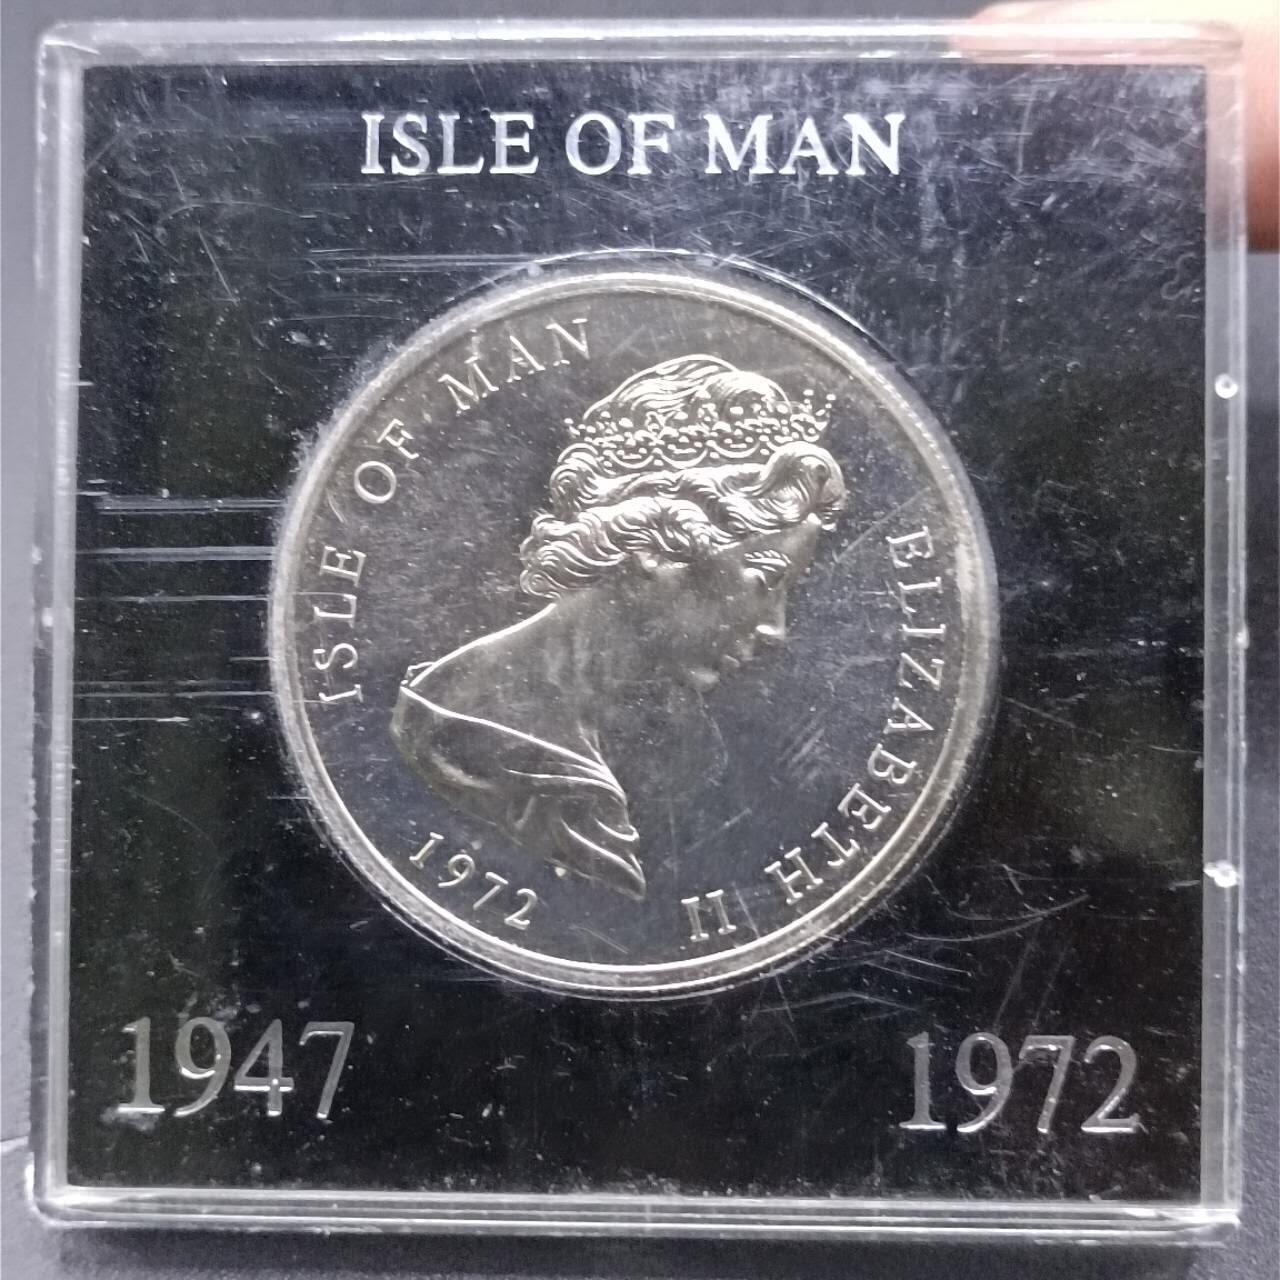 ISLE OF MAN
ISLE OF MAN
ELIZABETH II
1972
1947
1972